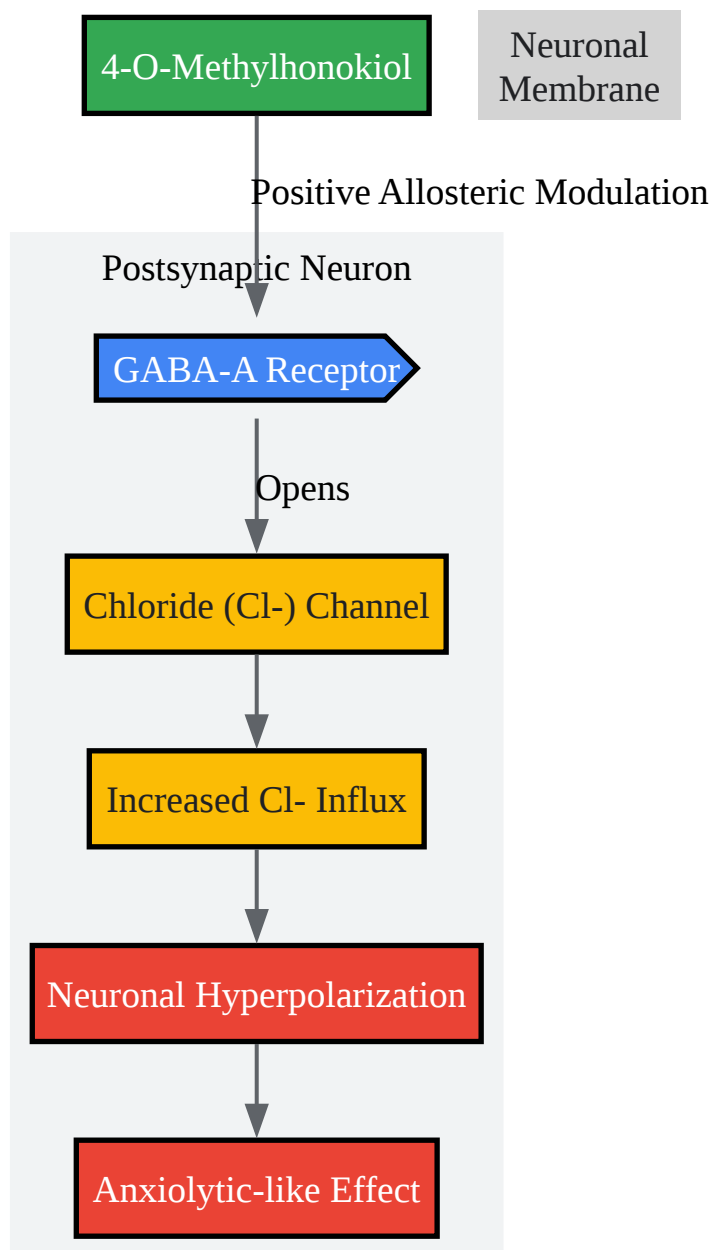 4-O-Methylhonokiol
Neuronal
Membrane
Positive Allosteric Modulation
Postsynaptic Neuron
GABA-A Receptor
Opens
Chloride (Cl-) Channel
Increased Cl- Influx
Neuronal Hyperpolarization
Anxiolytic-like Effect